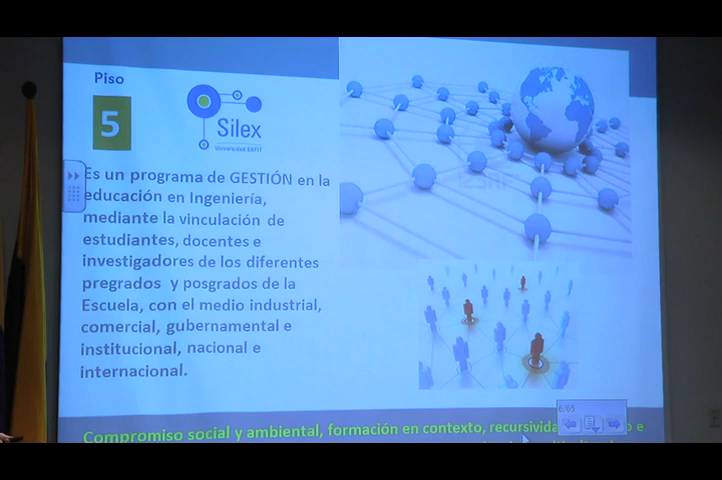 Piso
5
Silex
Universidad EAFIT
Es un programa de GESTIÓN en la
educación en Ingeniería,
mediante la vinculación de
estudiantes, docentes e
investigadores de los diferentes
pregrados y posgrados de la
Escuela, con el medio industrial,
comercial, gubernamental e
institucional, nacional e
internacional.
6/65
Compromiso social y ambiental, formación en contexto, recursivida o e